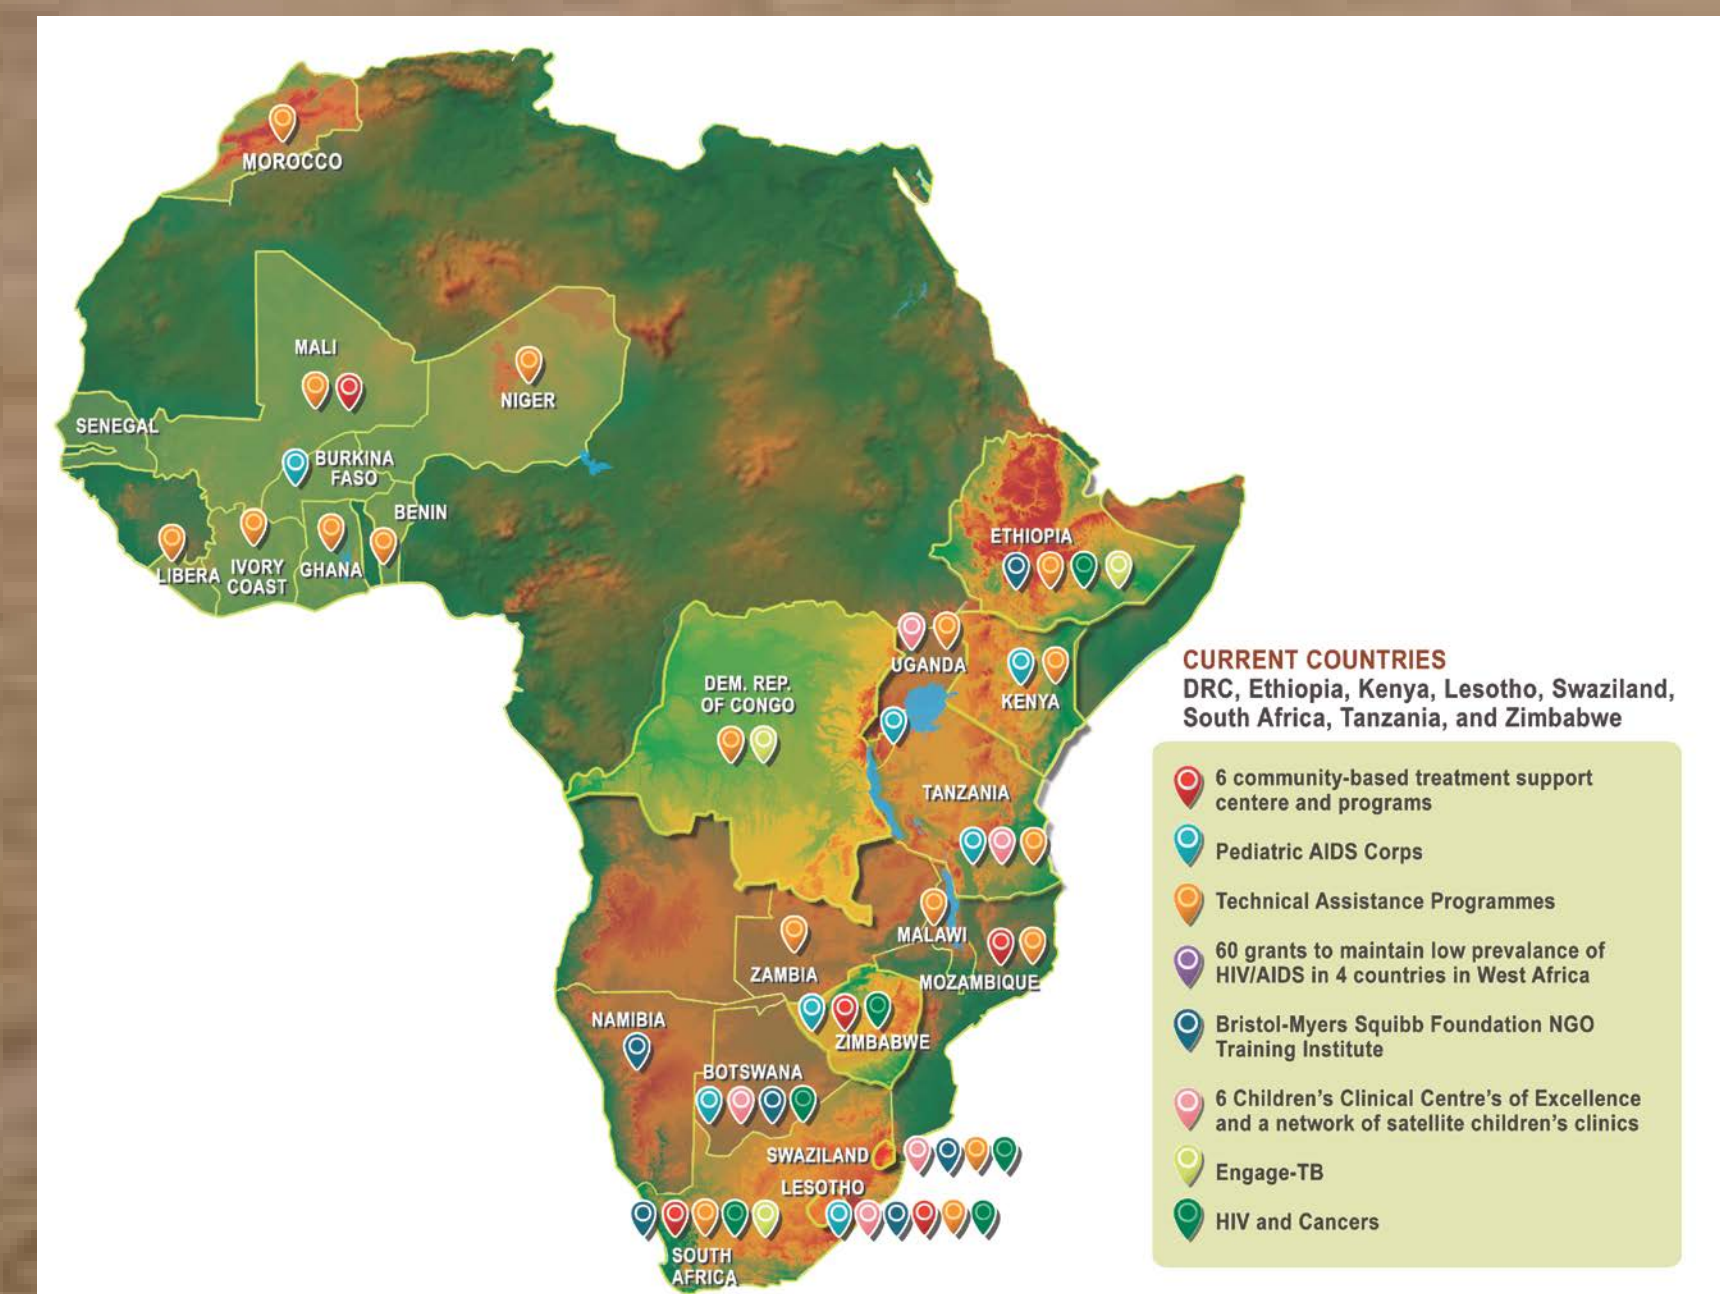 MOROCCO
MALI
NIGER
SENEGAL
BURKINA
FASO
BENIN
LIBERA
IVORY
COAST
GHANA
ETHIOPIA
UGANDA
KENYA
DEM. REP.
OF CONGO
TANZANIA
MALAWI
ZAMBIA
MOZAMBIQUE
NAMIBIA
ZIMBABWE
BOTSWANA
SWAZILAND
LESOTHO
SOUTH
AFRICA
CURRENT COUNTRIES
DRC, Ethiopia, Kenya, Lesotho, Swaziland,
South Africa, Tanzania, and Zimbabwe
6 community-based treatment support
centere and programs
Pediatric AIDS Corps
Technical Assistance Programmes
60 grants to maintain low prevalance of
HIV/AIDS in 4 countries in West Africa
Bristol-Myers Squibb Foundation NGO
Training Institute
6 Children's Clinical Centre's of Excellence
and a network of satellite children's clinics
Engage-TB
HIV and Cancers